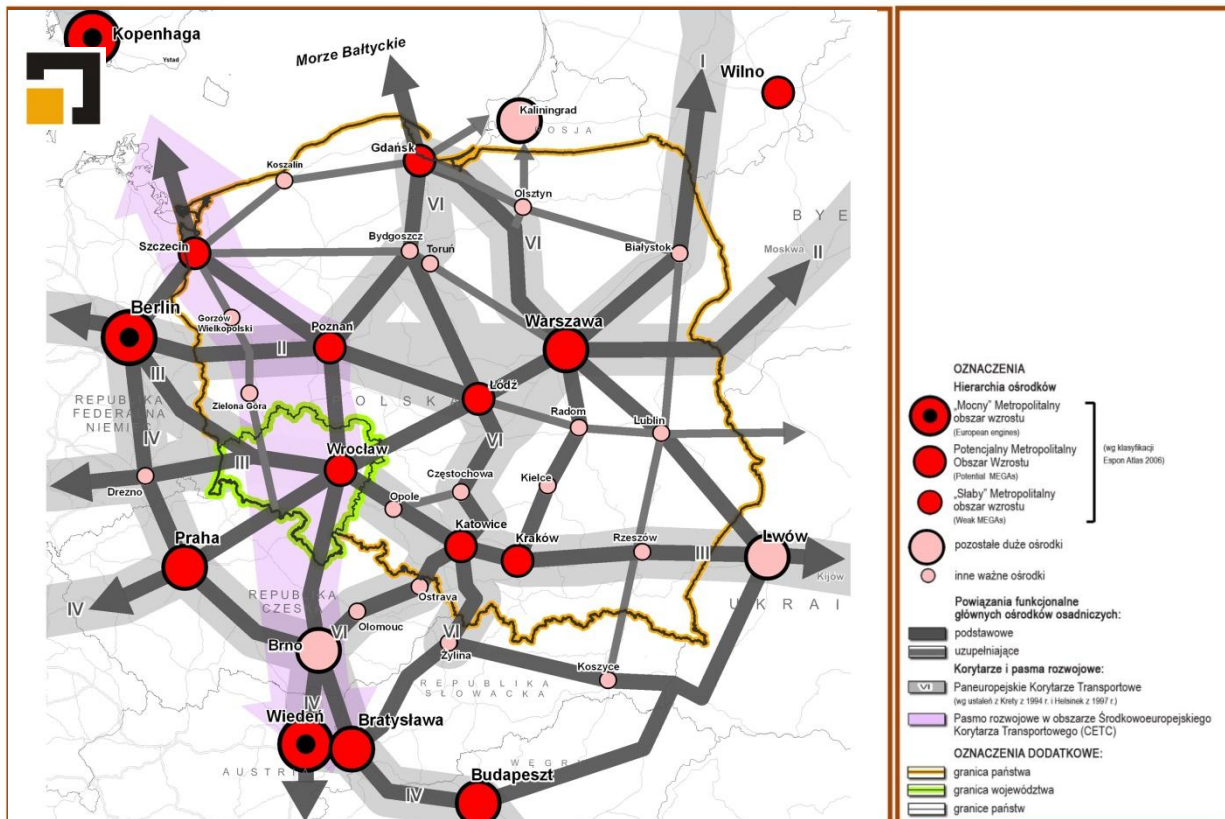 Kopenhaga
Ystad
Morze Bałtyckie
I
Wilno
Kaliningrad
ROSJA
Gdańsk
Koszalin
Olsztyn
VI
BYE
Bydgoszcz
VI
Szczecin
Toruń
Białystok
Moskwa
II
Berlin
Gorzów
Wielkopolski
Poznań
Warszawa
II
III
Łódź
REPUBLIKA
FEDERALNA
NIEMIEC
Zielona Góra
POLSKA
Radom
Lublin
IV
Wrocław
VI
III
Częstochowa
Drezno
Kielce
Opole
Praha
Katowice
Kraków
Rzeszów
III
Lwów
Kijów
IV
REPUBLIKA
CZESKA
Ostrava
UKRAI
Ołomouc
VI
VI
Brno
Żylina
Koszyce
REPUBLIKA
SŁOWACKA
IV
Wiedeń
Bratysława
AUSTRIA
WĘGRY
Budapeszt
IV
OZNACZENIA
Hierarchia ośrodków
„Mocny” Metropolitalny
obszar wzrostu
(European engines)
Potencjalny Metropolitalny
Obszar Wzrostu
(Potential MEGAs)
„Słaby” Metropolitalny
obszar wzrostu
(Weak MEGAs)
(wg klasyfikacji
Espon Atlas 2006)
pozostałe duże ośrodki
inne ważne ośrodki
Powiązania funkcjonalne
głównych ośrodków osadniczych:
podstawowe
uzupełniające
Korytarze i pasma rozwojowe:
VI
Paneuropejskie Korytarze Transportowe
(wg ustaleń z Krety z 1994 r. i Helsinek z 1997 r.)
Pasmo rozwojowe w obszarze Środkowoeuropejskiego
Korytarza Transportowego (CETC)
OZNACZENIA DODATKOWE:
granica państwa
granica województwa
granice państw